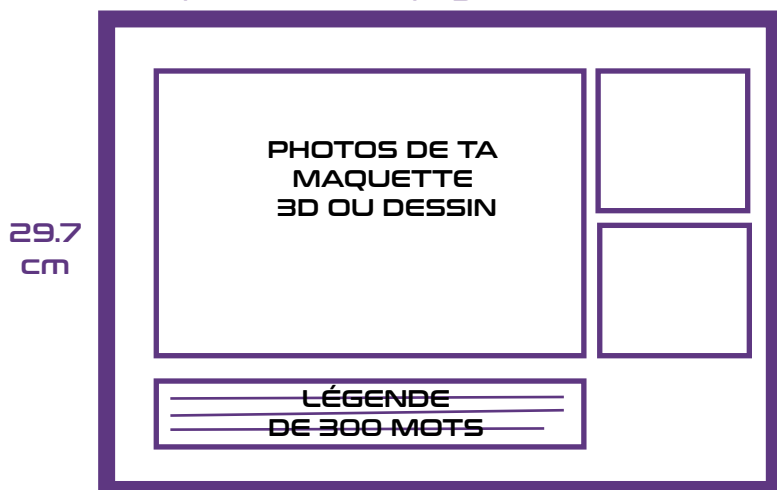 PHOTOS DE TA
MAQUETTE
3D OU DESSIN
29.7
cm
LÉGENDE
DE 300 MOTS